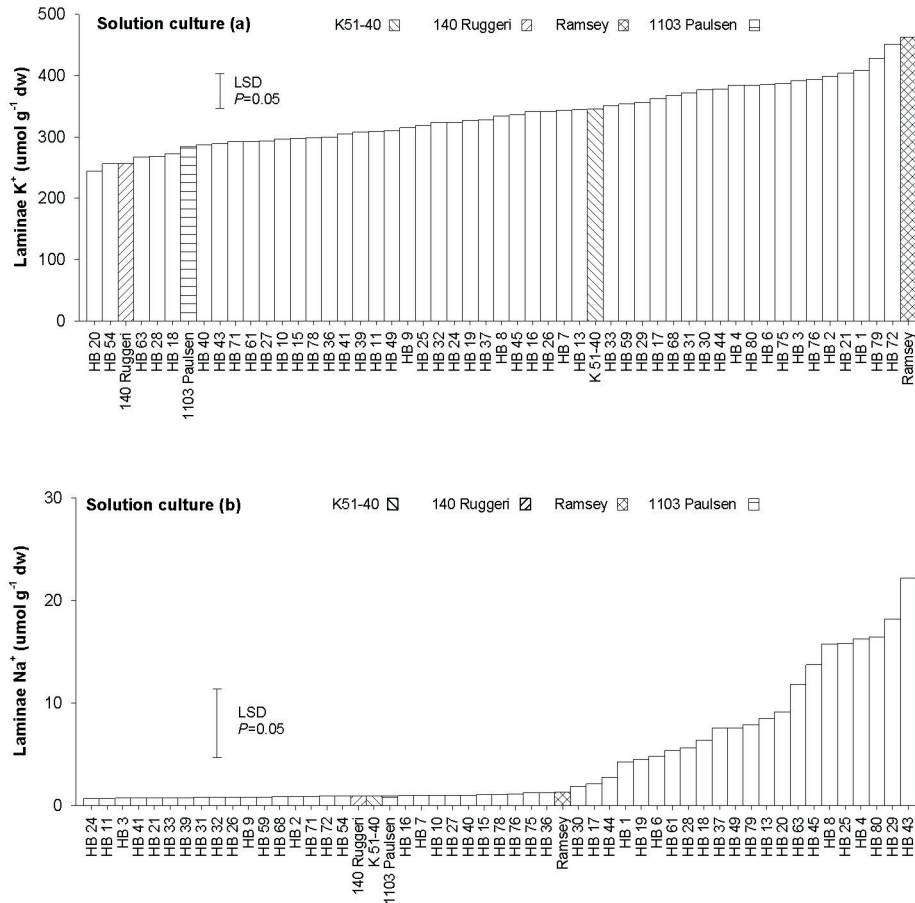 Solution culture (a)
K51-40 140 Ruggeri Ramsey 1103 Paulsen
LSD
P=0.05
Laminae K⁺ (umol g⁻¹ dw)
500
400
300
200
100
0
HB 20
HB 54
140 Ruggeri
HB 63
HB 28
HB 18
1103 Paulsen
HB 40
HB 43
HB 71
HB 61
HB 27
HB 10
HB 15
HB 78
HB 36
HB 41
HB 39
HB 11
HB 49
HB 9
HB 25
HB 32
HB 24
HB 19
HB 37
HB 8
HB 45
HB 16
HB 26
HB 7
HB 13
K 51-40
HB 33
HB 59
HB 29
HB 17
HB 68
HB 31
HB 30
HB 44
HB 4
HB 80
HB 6
HB 75
HB 3
HB 76
HB 2
HB 21
HB 1
HB 79
HB 72
Ramsey
Solution culture (b)
K51-40 140 Ruggeri Ramsey 1103 Paulsen
LSD
P=0.05
Laminae Na⁺ (umol g⁻¹ dw)
30
20
10
0
HB 24
HB 11
HB 3
HB 41
HB 21
HB 33
HB 39
HB 31
HB 32
HB 26
HB 9
HB 59
HB 68
HB 2
HB 71
HB 72
HB 54
140 Ruggeri
K 51-40
1103 Paulsen
HB 16
HB 7
HB 10
HB 27
HB 40
HB 15
HB 78
HB 76
HB 75
HB 36
Ramsey
HB 30
HB 17
HB 44
HB 1
HB 19
HB 6
HB 61
HB 28
HB 18
HB 37
HB 49
HB 79
HB 13
HB 20
HB 63
HB 45
HB 8
HB 25
HB 4
HB 80
HB 29
HB 43